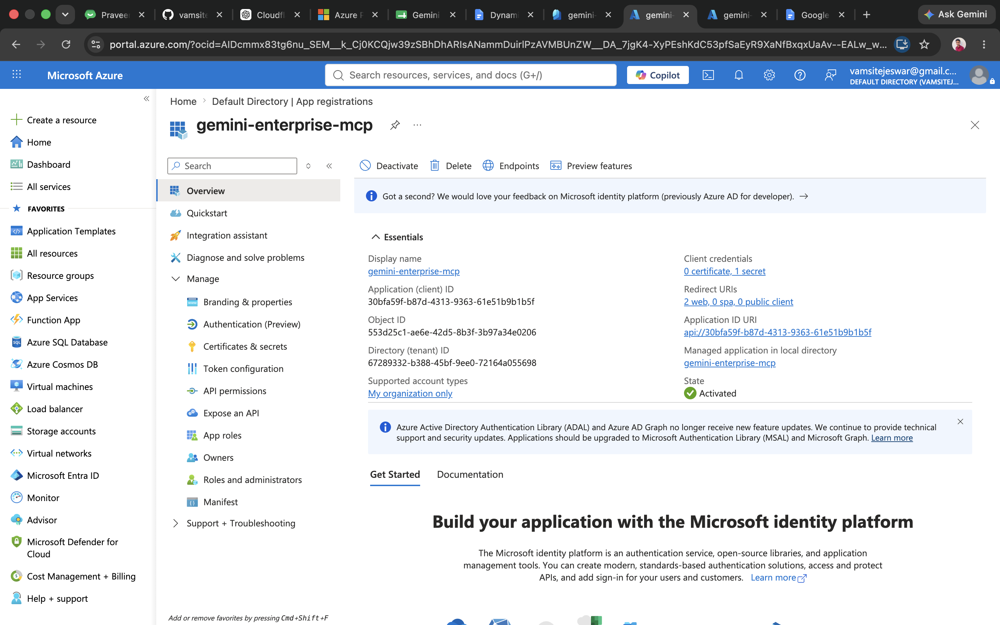 Praveer
vamsite
Cloudfl
Azure P
Gemini
Dynami
gemini-
gemini-
gemini-
Google
Ask Gemini
portal.azure.com/?ocid=AIDcmmx83tg6nu_SEM__k_Cj0KCQjw39zSBhDhARIsANammDuirlPzAVMBUnZW__DA_7jgK4-XyPEshKdC53pfSaEyR9XaNfBxqxUaAv--EALw_w...
Microsoft Azure
Search resources, services, and docs (G+/)
Copilot
vamsitejeswar@gmail.c...
DEFAULT DIRECTORY (VAMSITEJ...
Create a resource
Home
Dashboard
All services
FAVORITES
Application Templates
All resources
Resource groups
App Services
Function App
Azure SQL Database
Azure Cosmos DB
Virtual machines
Load balancer
Storage accounts
Virtual networks
Microsoft Entra ID
Monitor
Advisor
Microsoft Defender for
Cloud
Cost Management + Billing
Help + support
Home > Default Directory | App registrations
gemini-enterprise-mcp
Search
Overview
Quickstart
Integration assistant
Diagnose and solve problems
Manage
Branding & properties
Authentication (Preview)
Certificates & secrets
Token configuration
API permissions
Expose an API
App roles
Owners
Roles and administrators
Manifest
Support + Troubleshooting
Add or remove favorites by pressing Cmd+Shift+F
Deactivate
Delete
Endpoints
Preview features
Got a second? We would love your feedback on Microsoft identity platform (previously Azure AD for developer).
Essentials
Display name
gemini-enterprise-mcp
Application (client) ID
30bfa59f-b87d-4313-9363-61e51b9b1b5f
Object ID
553d25c1-ae6e-42d5-8b3f-3b97a34e0206
Directory (tenant) ID
67289332-b388-45bf-9ee0-72164a055698
Supported account types
My organization only
Client credentials
0 certificate, 1 secret
Redirect URIs
2 web, 0 spa, 0 public client
Application ID URI
api://30bfa59f-b87d-4313-9363-61e51b9b1b5f
Managed application in local directory
gemini-enterprise-mcp
State
Activated
Azure Active Directory Authentication Library (ADAL) and Azure AD Graph no longer receive new feature updates. We continue to provide technical
support and security updates. Applications should be upgraded to Microsoft Authentication Library (MSAL) and Microsoft Graph. Learn more
Get Started
Documentation
Build your application with the Microsoft identity platform
The Microsoft identity platform is an authentication service, open-source libraries, and application
management tools. You can create modern, standards-based authentication solutions, access and protect
APIs, and add sign-in for your users and customers. Learn more